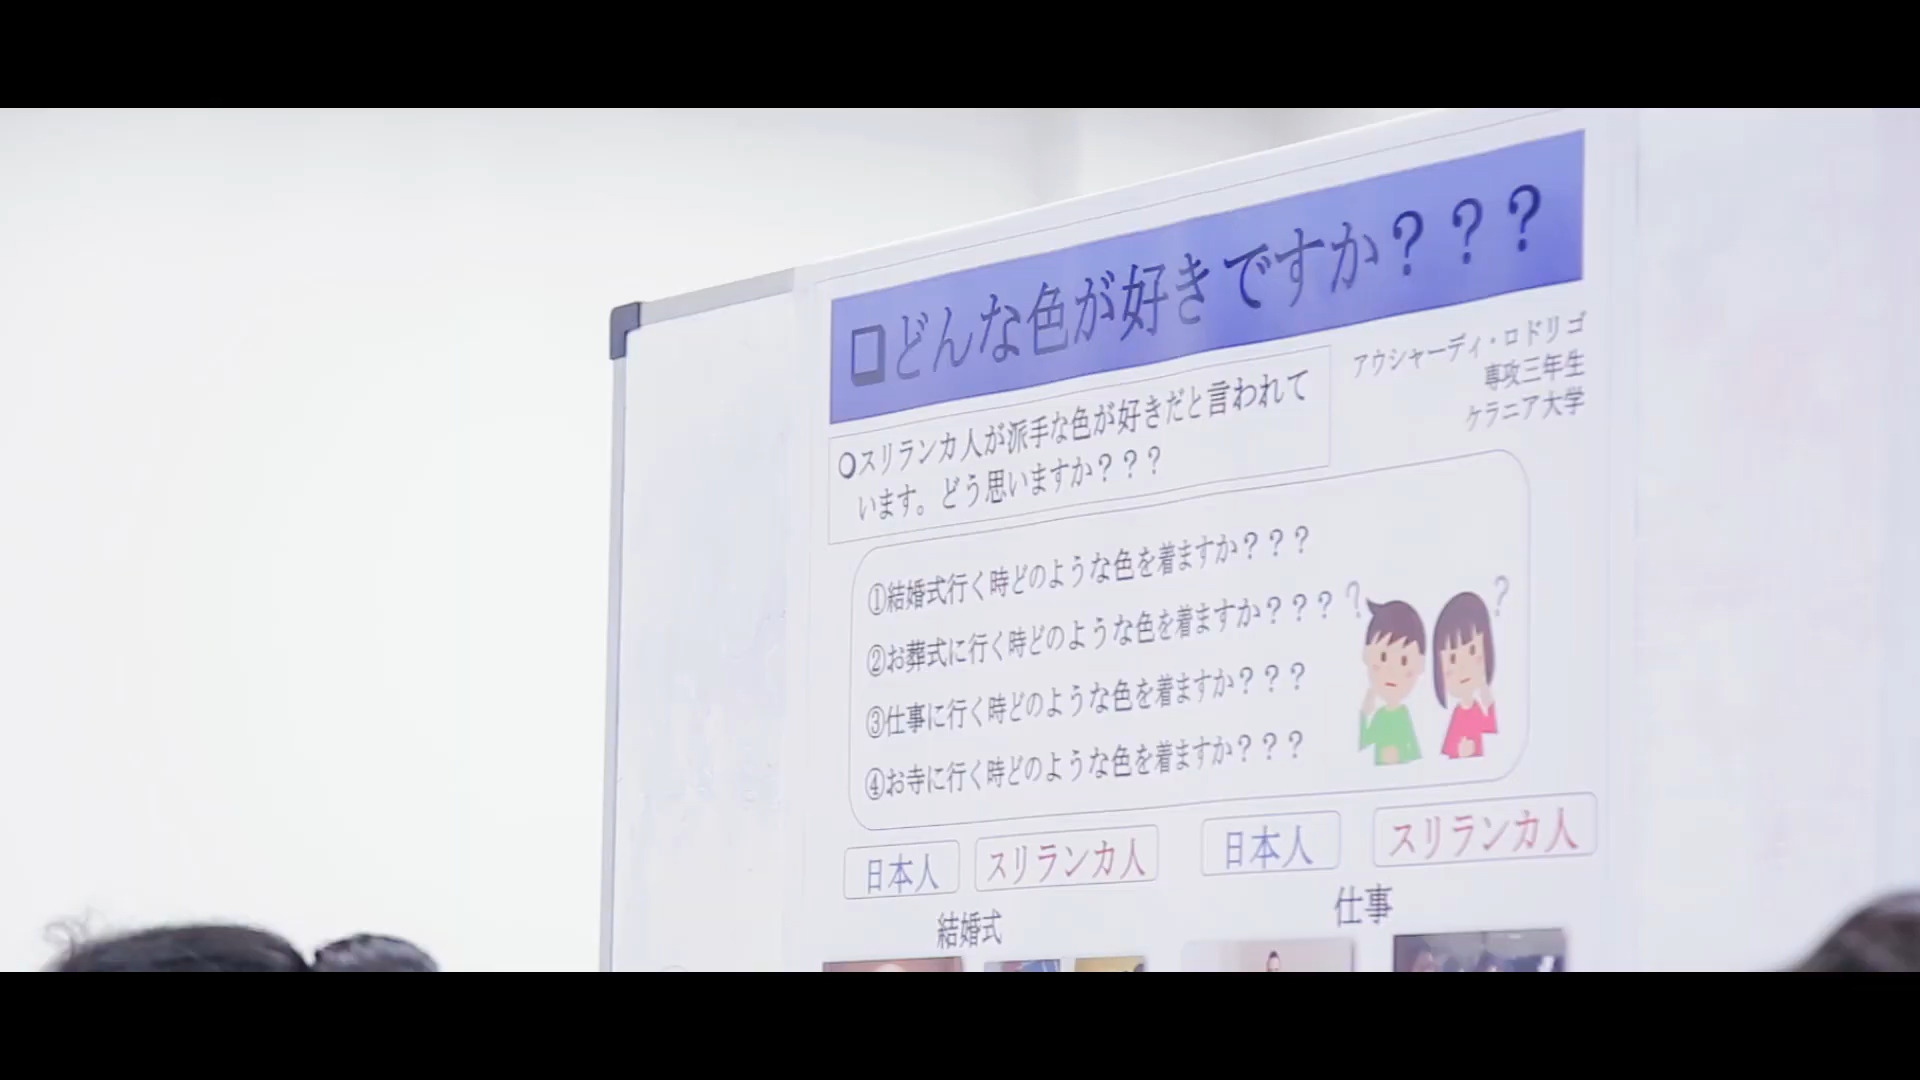 □どんな色が好きですか？？？
アウシャーディ・ロドリゴ
専攻三年生
ケラニア大学
○スリランカ人が派手な色が好きだと言われて
います。どう思いますか？？？
①結婚式行く時どのような色を着ますか？？？
②お葬式に行く時どのような色を着ますか？？？
③仕事に行く時どのような色を着ますか？？？
④お寺に行く時どのような色を着ますか？？？
? ?
日本人 スリランカ人 日本人 スリランカ人
結婚式 仕事